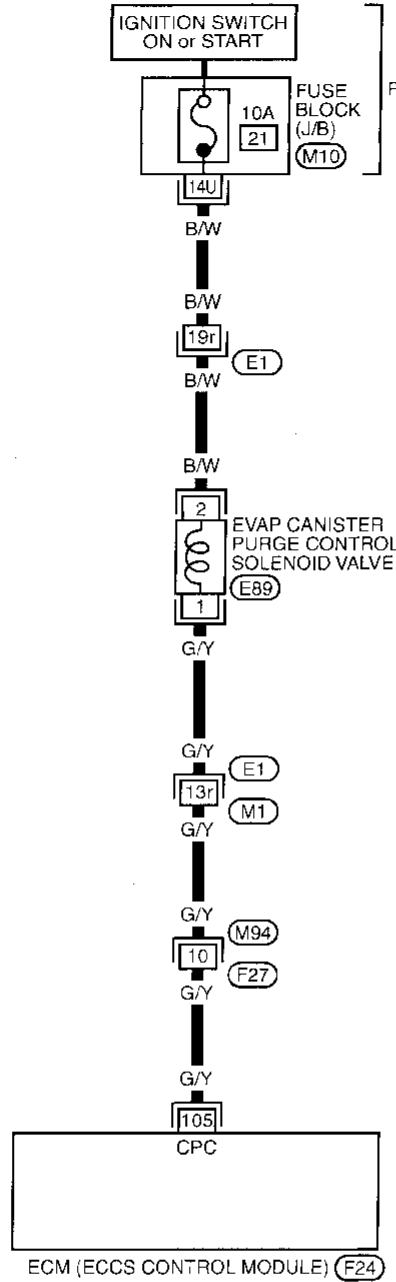 IGNITION SWITCH
ON or START
FUSE
BLOCK
(J/B)
M10
10A
21
14U
B/W
B/W
19r
E1
B/W
B/W
2
EVAP CANISTER
PURGE CONTROL
SOLENOID VALVE
E89
1
G/Y
G/Y
E1
13r
M1
G/Y
G/Y
M94
10
F27
G/Y
G/Y
105
CPC
ECM (ECCS CONTROL MODULE) F24